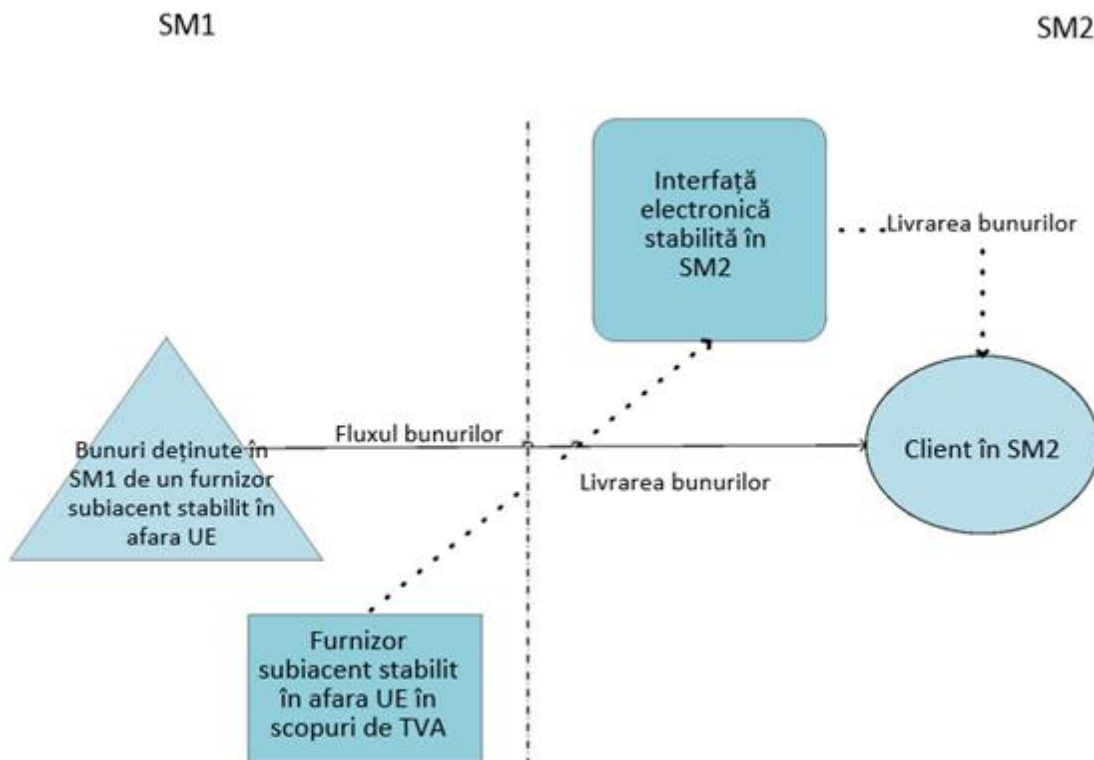 SM1
SM2
Interfață
electronică
stabilită în
SM2
Livrarea bunurilor
Fluxul bunurilor
Bunuri deținute în
SM1 de un furnizor
subiacent stabilit în
afara UE
Livrarea bunurilor
Client în SM2
Furnizor
subiacent stabilit
în afara UE în
scopuri de TVA